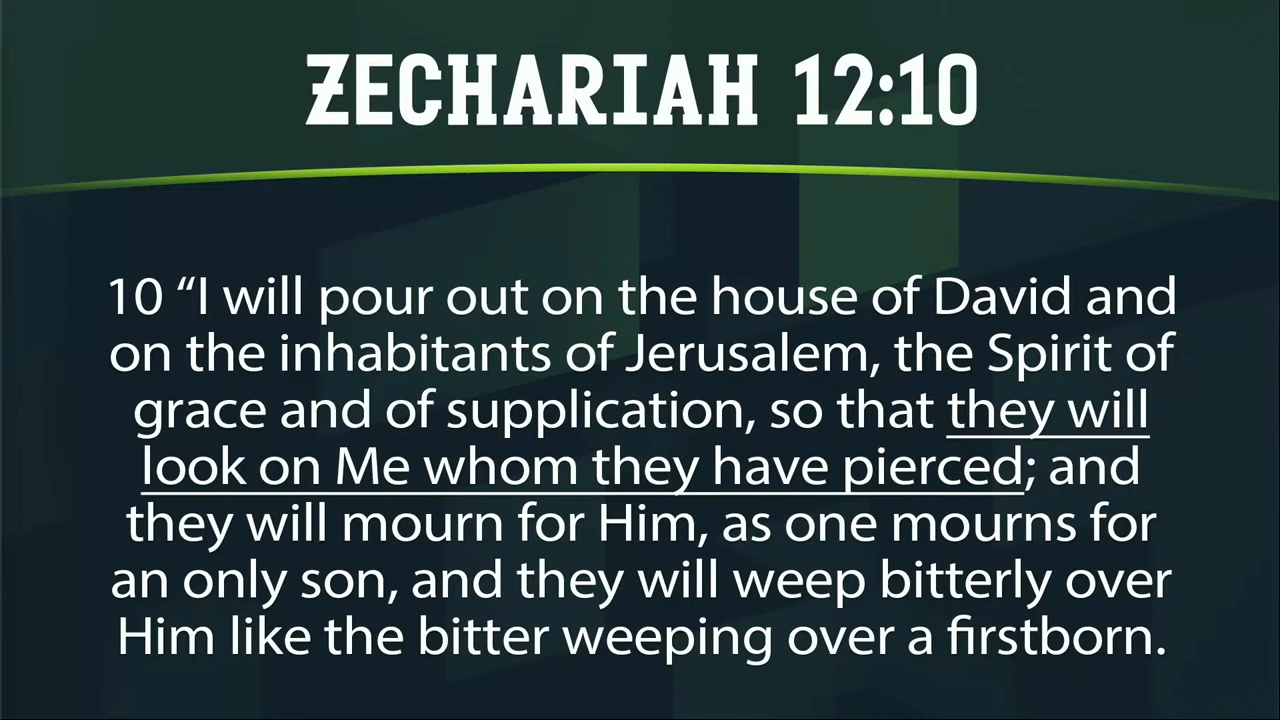 ZECHARIAH 12:10
10 “I will pour out on the house of David and
on the inhabitants of Jerusalem, the Spirit of
grace and of supplication, so that they will
look on Me whom they have pierced; and
they will mourn for Him, as one mourns for
an only son, and they will weep bitterly over
Him like the bitter weeping over a firstborn.